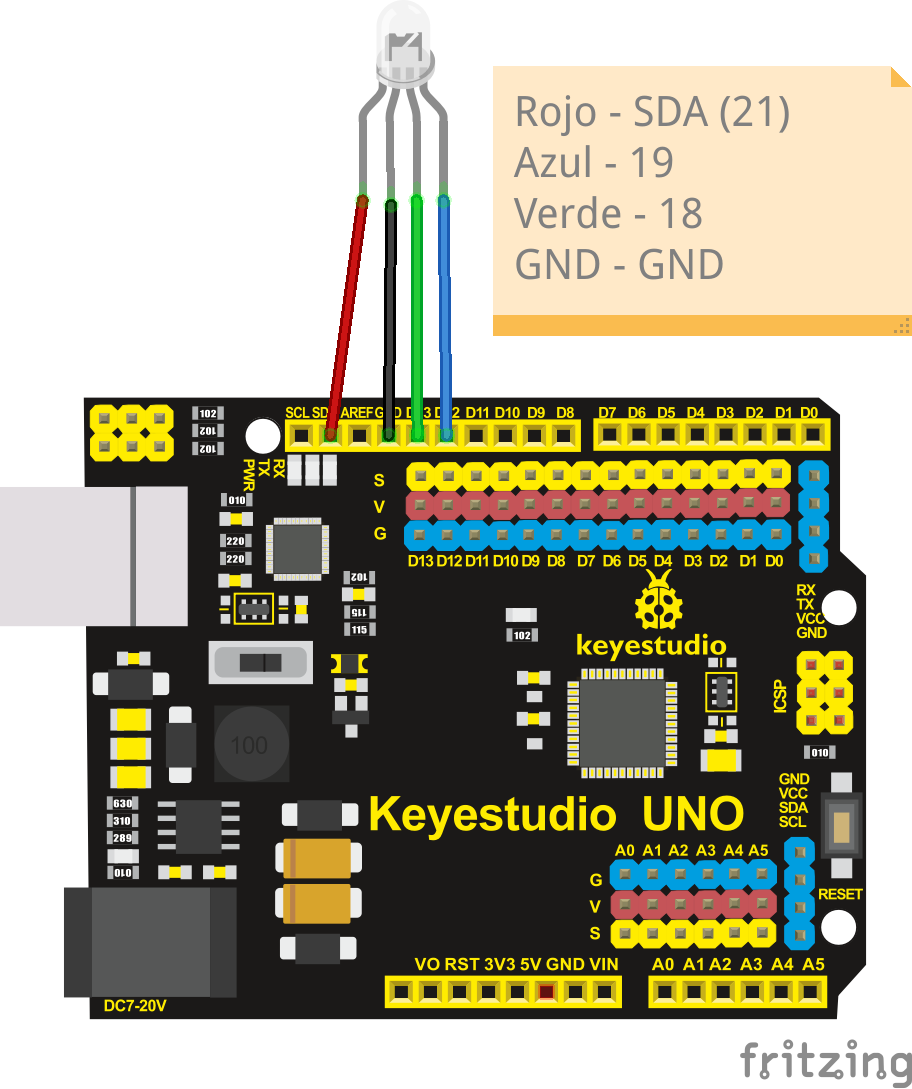 Rojo - SDA (21)
Azul - 19
Verde - 18
GND - GND
SCL SD AREF G D D 3 D 2 D11 D10 D9 D8
D7 D6 D5 D4 D3 D2 D1 D0
102
102
102
RX
TX
PWR
S
V
G
D13 D12 D11 D10 D9 D8 D7 D6 D5 D4 D3 D2 D1 D0
010
220
220
102
115
115
102
keyestudio
RX
TX
VCC
GND
ICSP
010
100
630
310
289
010
Keyestudio UNO
GND
VCC
SDA
SCL
RESET
A0 A1 A2 A3 A4 A5
G
V
S
VO RST 3V3 5V GND VIN
A0 A1 A2 A3 A4 A5
DC7-20V
fritzing